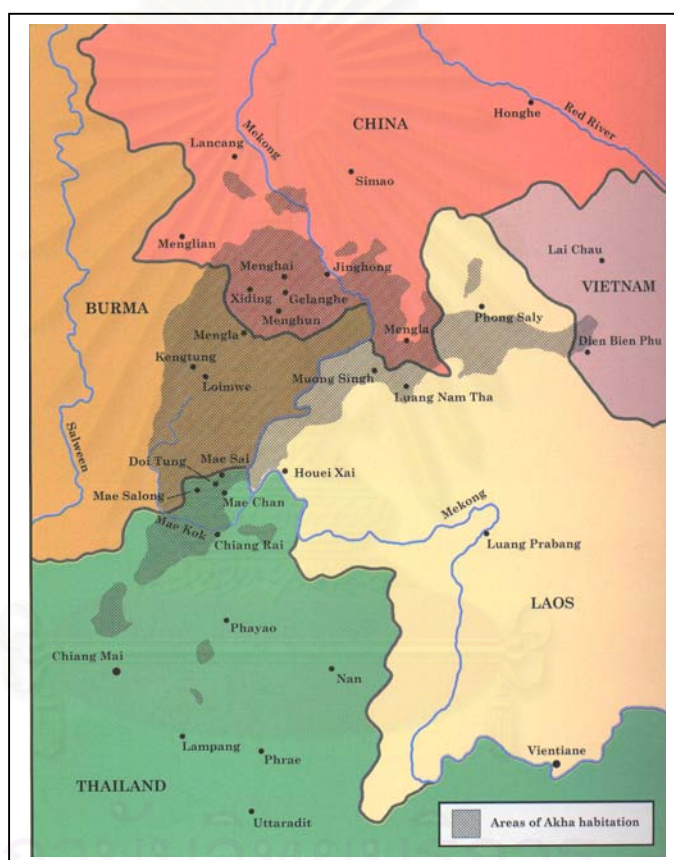 Honghe
Red River
CHINA
Mekong
Lancang
Simao
Menglian
Lai Chau
Menghai
Jinghong
VIETNAM
Xiding
Gelanghe
BURMA
Menghun
Phong Saly
Mengla
Mengla
Dien Bien Phu
Kengtung
Muong Singh
Loimwe
Luang Nam Tha
Salween
Mae Sai
Doi Tung
Houei Xai
Mae Salong
Mae Chan
Mekong
Mae Kok
Chiang Rai
Luang Prabang
LAOS
Phayao
Chiang Mai
Nan
Lampang
Phrae
Vientiane
THAILAND
Uttaradit
Areas of Akha habitation